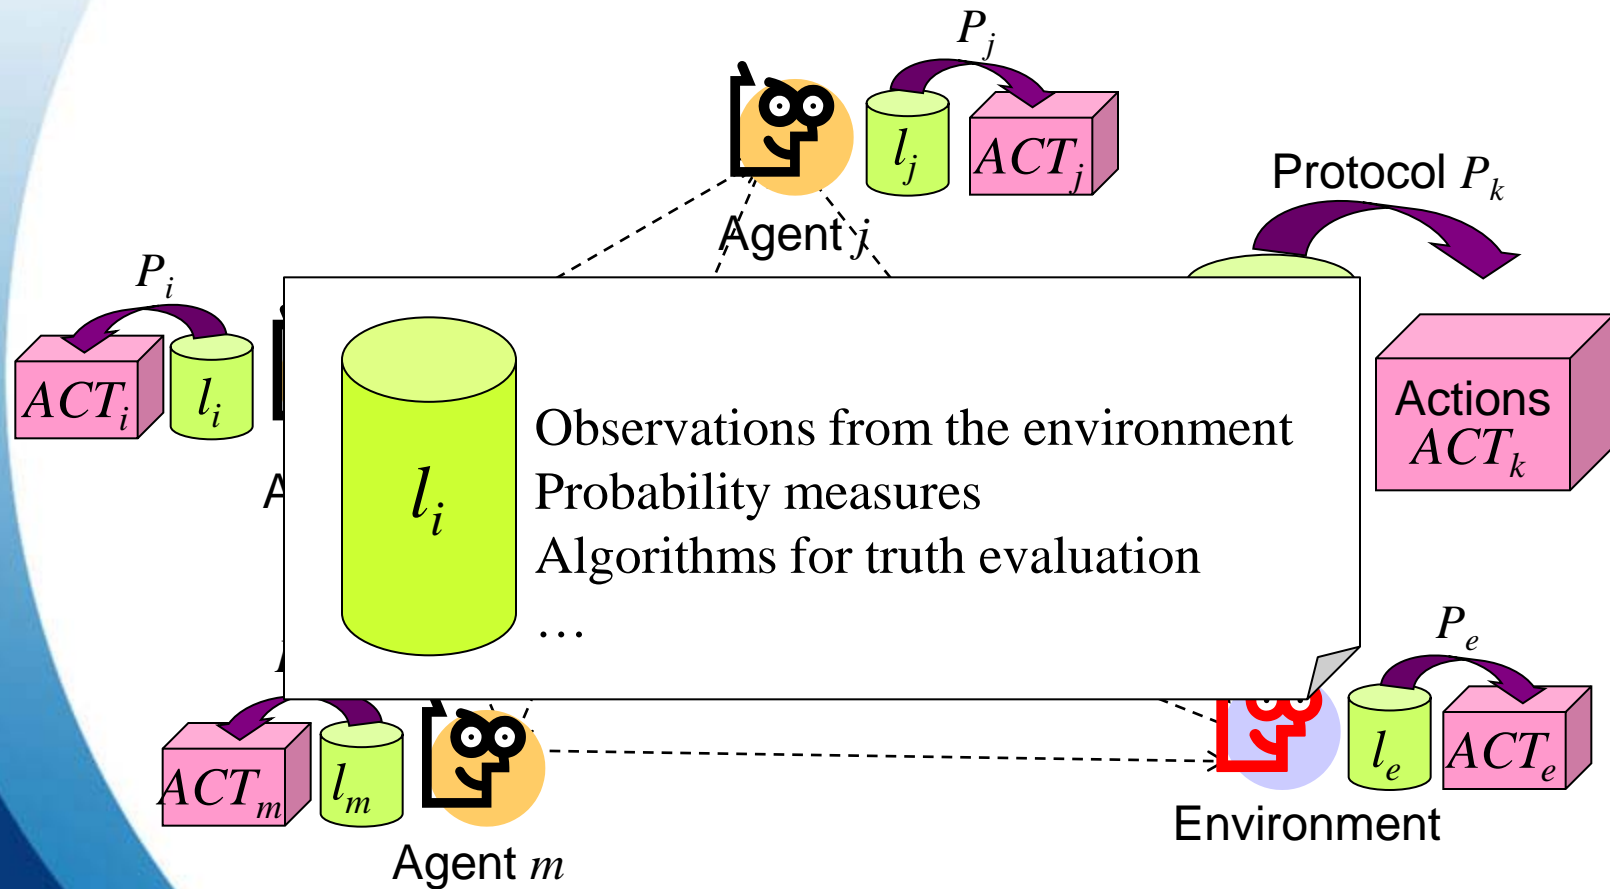 P_j
l_j
ACT_j
Agent j
Protocol P_k
P_i
ACT_i
l_i
A
l_i
Observations from the environment
Probability measures
Algorithms for truth evaluation
…
Actions
ACT_k
P_e
ACT_m
l_m
l_e
ACT_e
Agent m
Environment